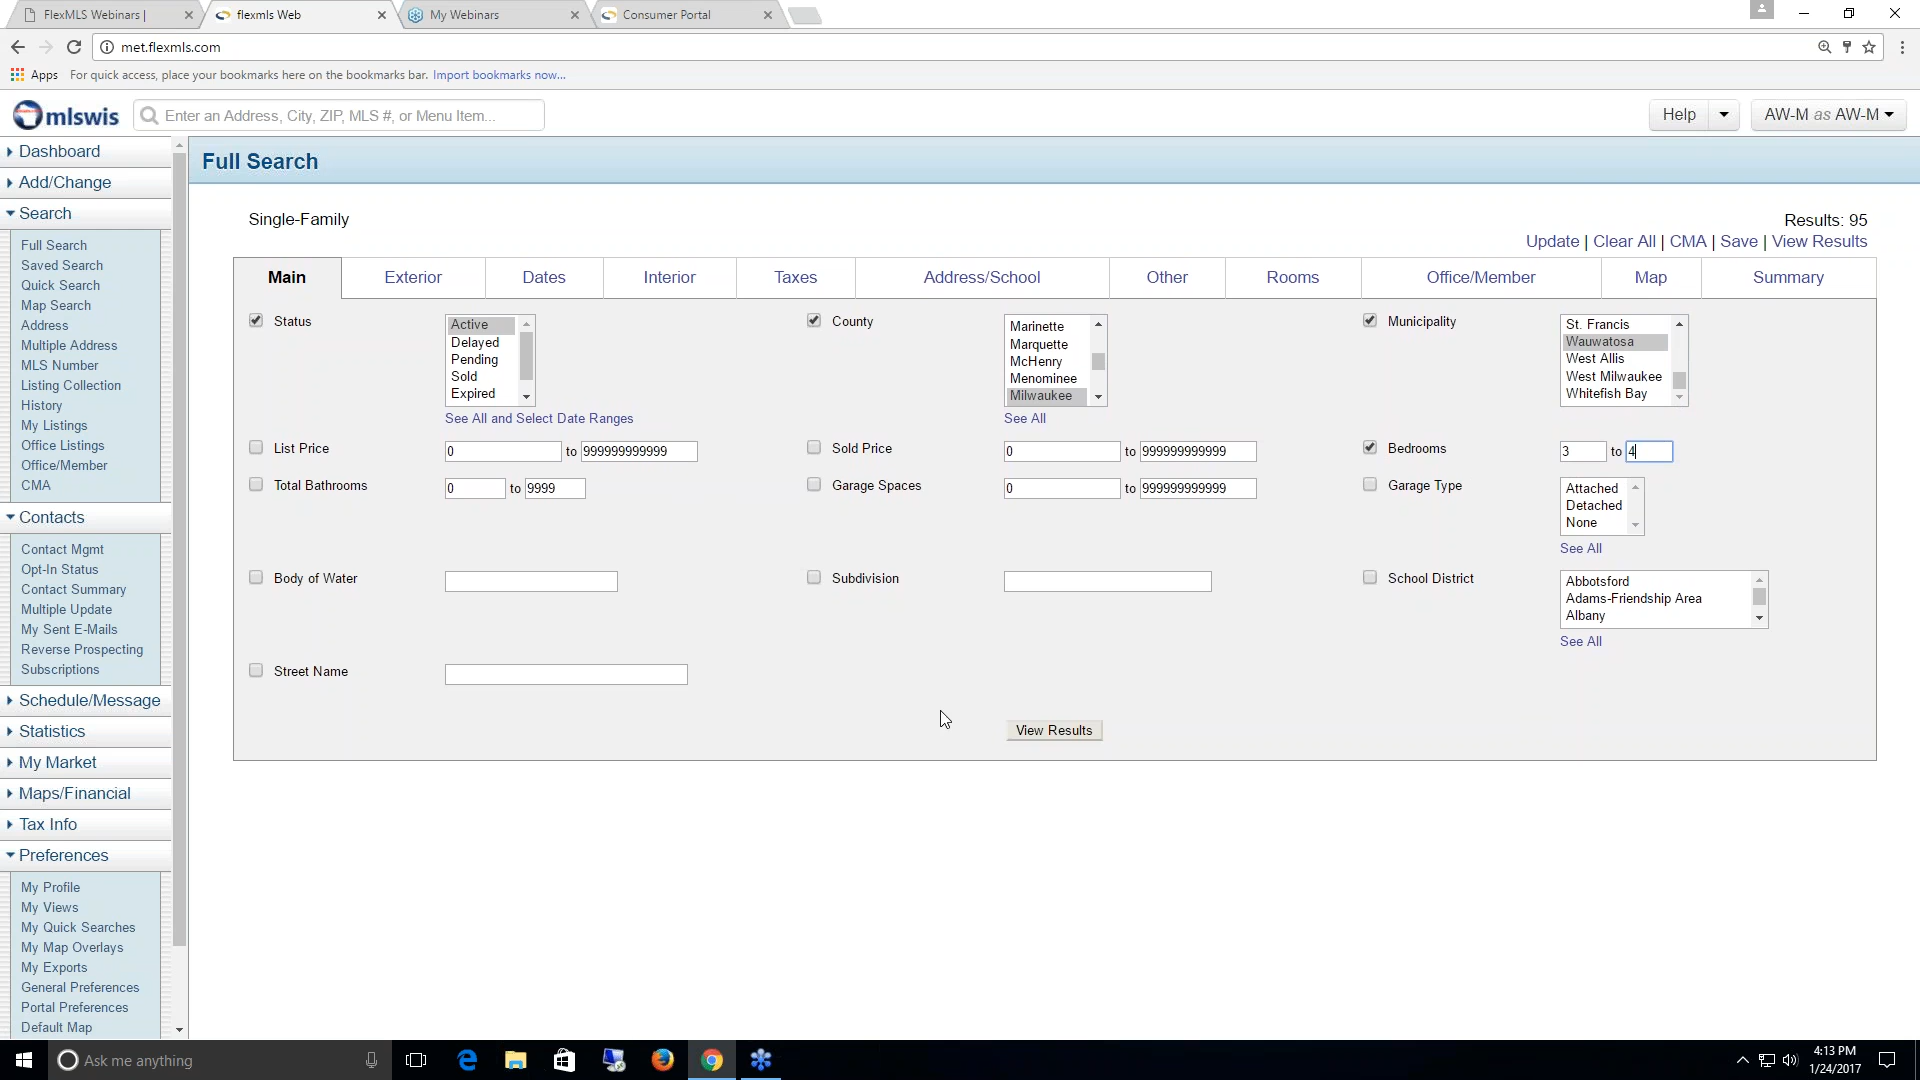 FlexMLS Webinars |
flexmls Web
My Webinars
Consumer Portal
met.flexmls.com
Apps For quick access, place your bookmarks here on the bookmarks bar. Import bookmarks now...
mlswis
Enter an Address, City, ZIP, MLS #, or Menu Item...
Help
AW-M as AW-M
Dashboard
Add/Change
Search
Full Search
Saved Search
Quick Search
Map Search
Address
Multiple Address
MLS Number
Listing Collection
History
My Listings
Office Listings
Office/Member
CMA
Contacts
Contact Mgmt
Opt-In Status
Contact Summary
Multiple Update
My Sent E-Mails
Reverse Prospecting
Subscriptions
Schedule/Message
Statistics
My Market
Maps/Financial
Tax Info
Preferences
My Profile
My Views
My Quick Searches
My Map Overlays
My Exports
General Preferences
Portal Preferences
Default Map
Full Search
Single-Family
Results: 95
Update | Clear All | CMA | Save | View Results
Main Exterior Dates Interior Taxes Address/School Other Rooms Office/Member Map Summary
Status
Active
Delayed
Pending
Sold
Expired
See All and Select Date Ranges
County
Marinette
Marquette
McHenry
Menominee
Milwaukee
See All
Municipality
St. Francis
Wauwatosa
West Allis
West Milwaukee
Whitefish Bay
List Price 0 to 999999999999
Sold Price 0 to 999999999999
Bedrooms 3 to 4
Total Bathrooms 0 to 9999
Garage Spaces 0 to 999999999999
Garage Type
Attached
Detached
None
See All
Body of Water
Subdivision
School District
Abbotsford
Adams-Friendship Area
Albany
See All
Street Name
View Results
Ask me anything
4:13 PM
1/24/2017